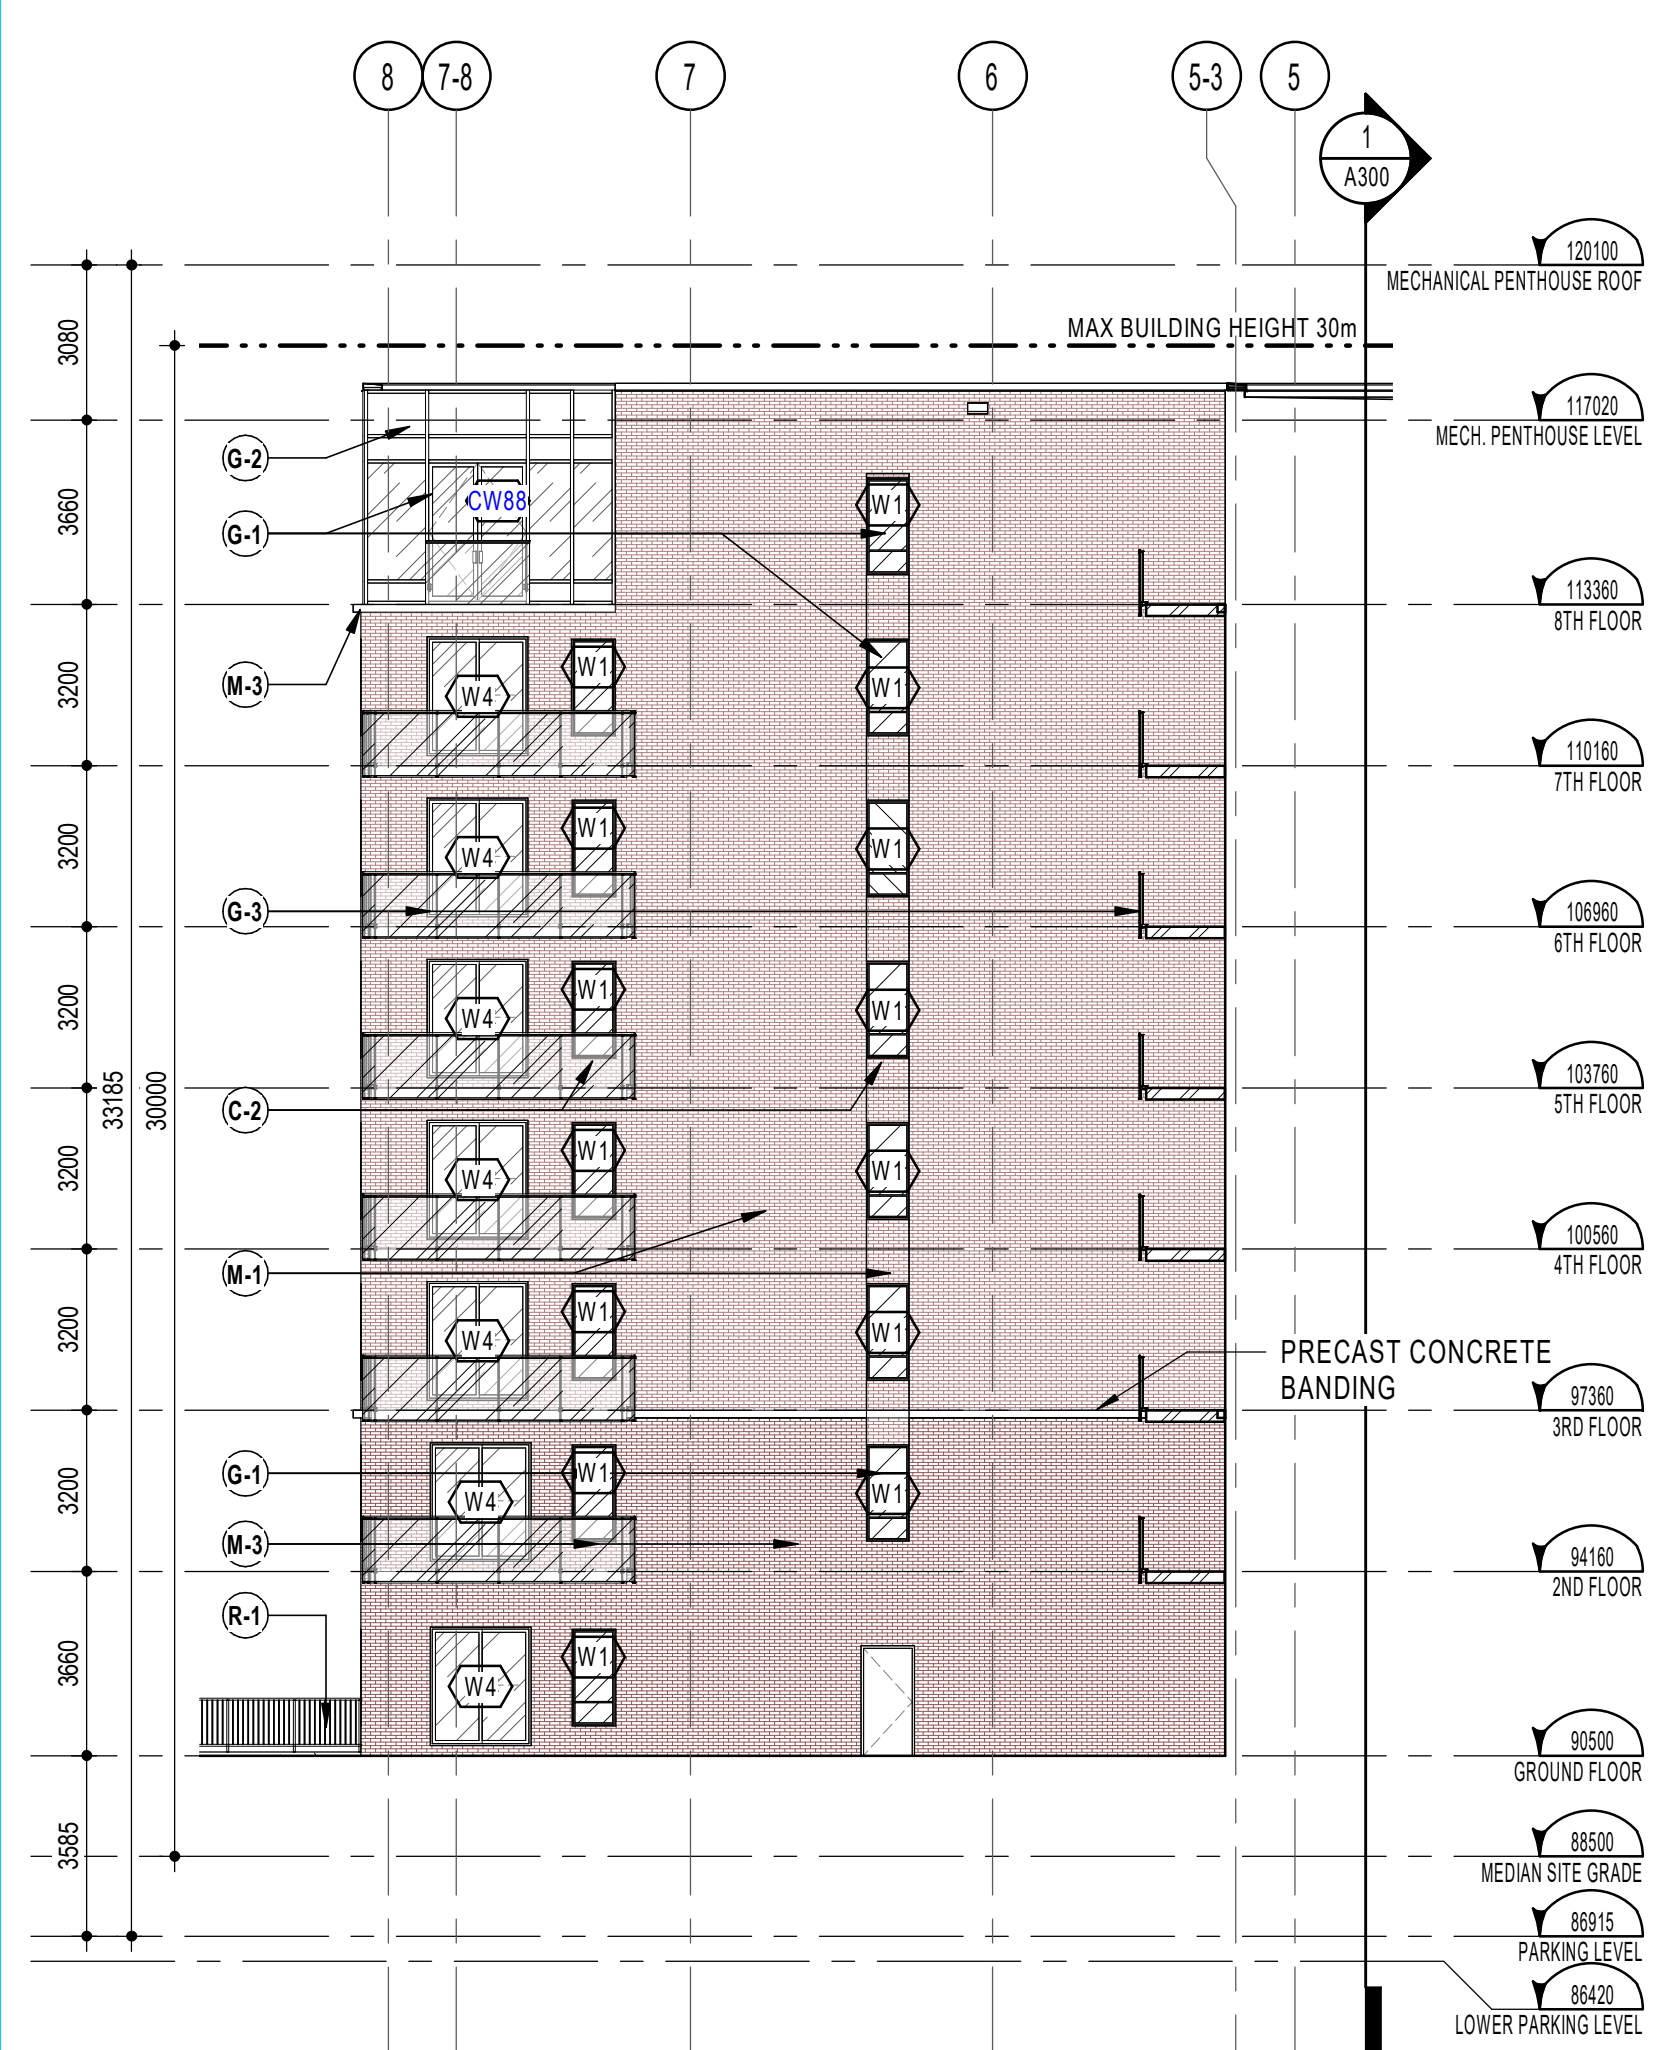 8
7-8
7
6
5-3
5
1
A300
120100
MECHANICAL PENTHOUSE ROOF
MAX BUILDING HEIGHT 30m
3080
117020
MECH. PENTHOUSE LEVEL
G-2
CW88
W1
3660
G-1
113360
8TH FLOOR
W1
W1
W4
M-3
3200
110160
7TH FLOOR
W1
W1
W4
3200
G-3
106960
6TH FLOOR
W1
W1
W4
3200
103760
5TH FLOOR
33185
30000
C-2
W1
W1
W4
3200
100560
4TH FLOOR
M-1
W1
W1
W4
3200
PRECAST CONCRETE
BANDING
97360
3RD FLOOR
G-1
W1
W1
W4
3200
M-3
94160
2ND FLOOR
R-1
W1
W4
3660
90500
GROUND FLOOR
3585
88500
MEDIAN SITE GRADE
86915
PARKING LEVEL
86420
LOWER PARKING LEVEL